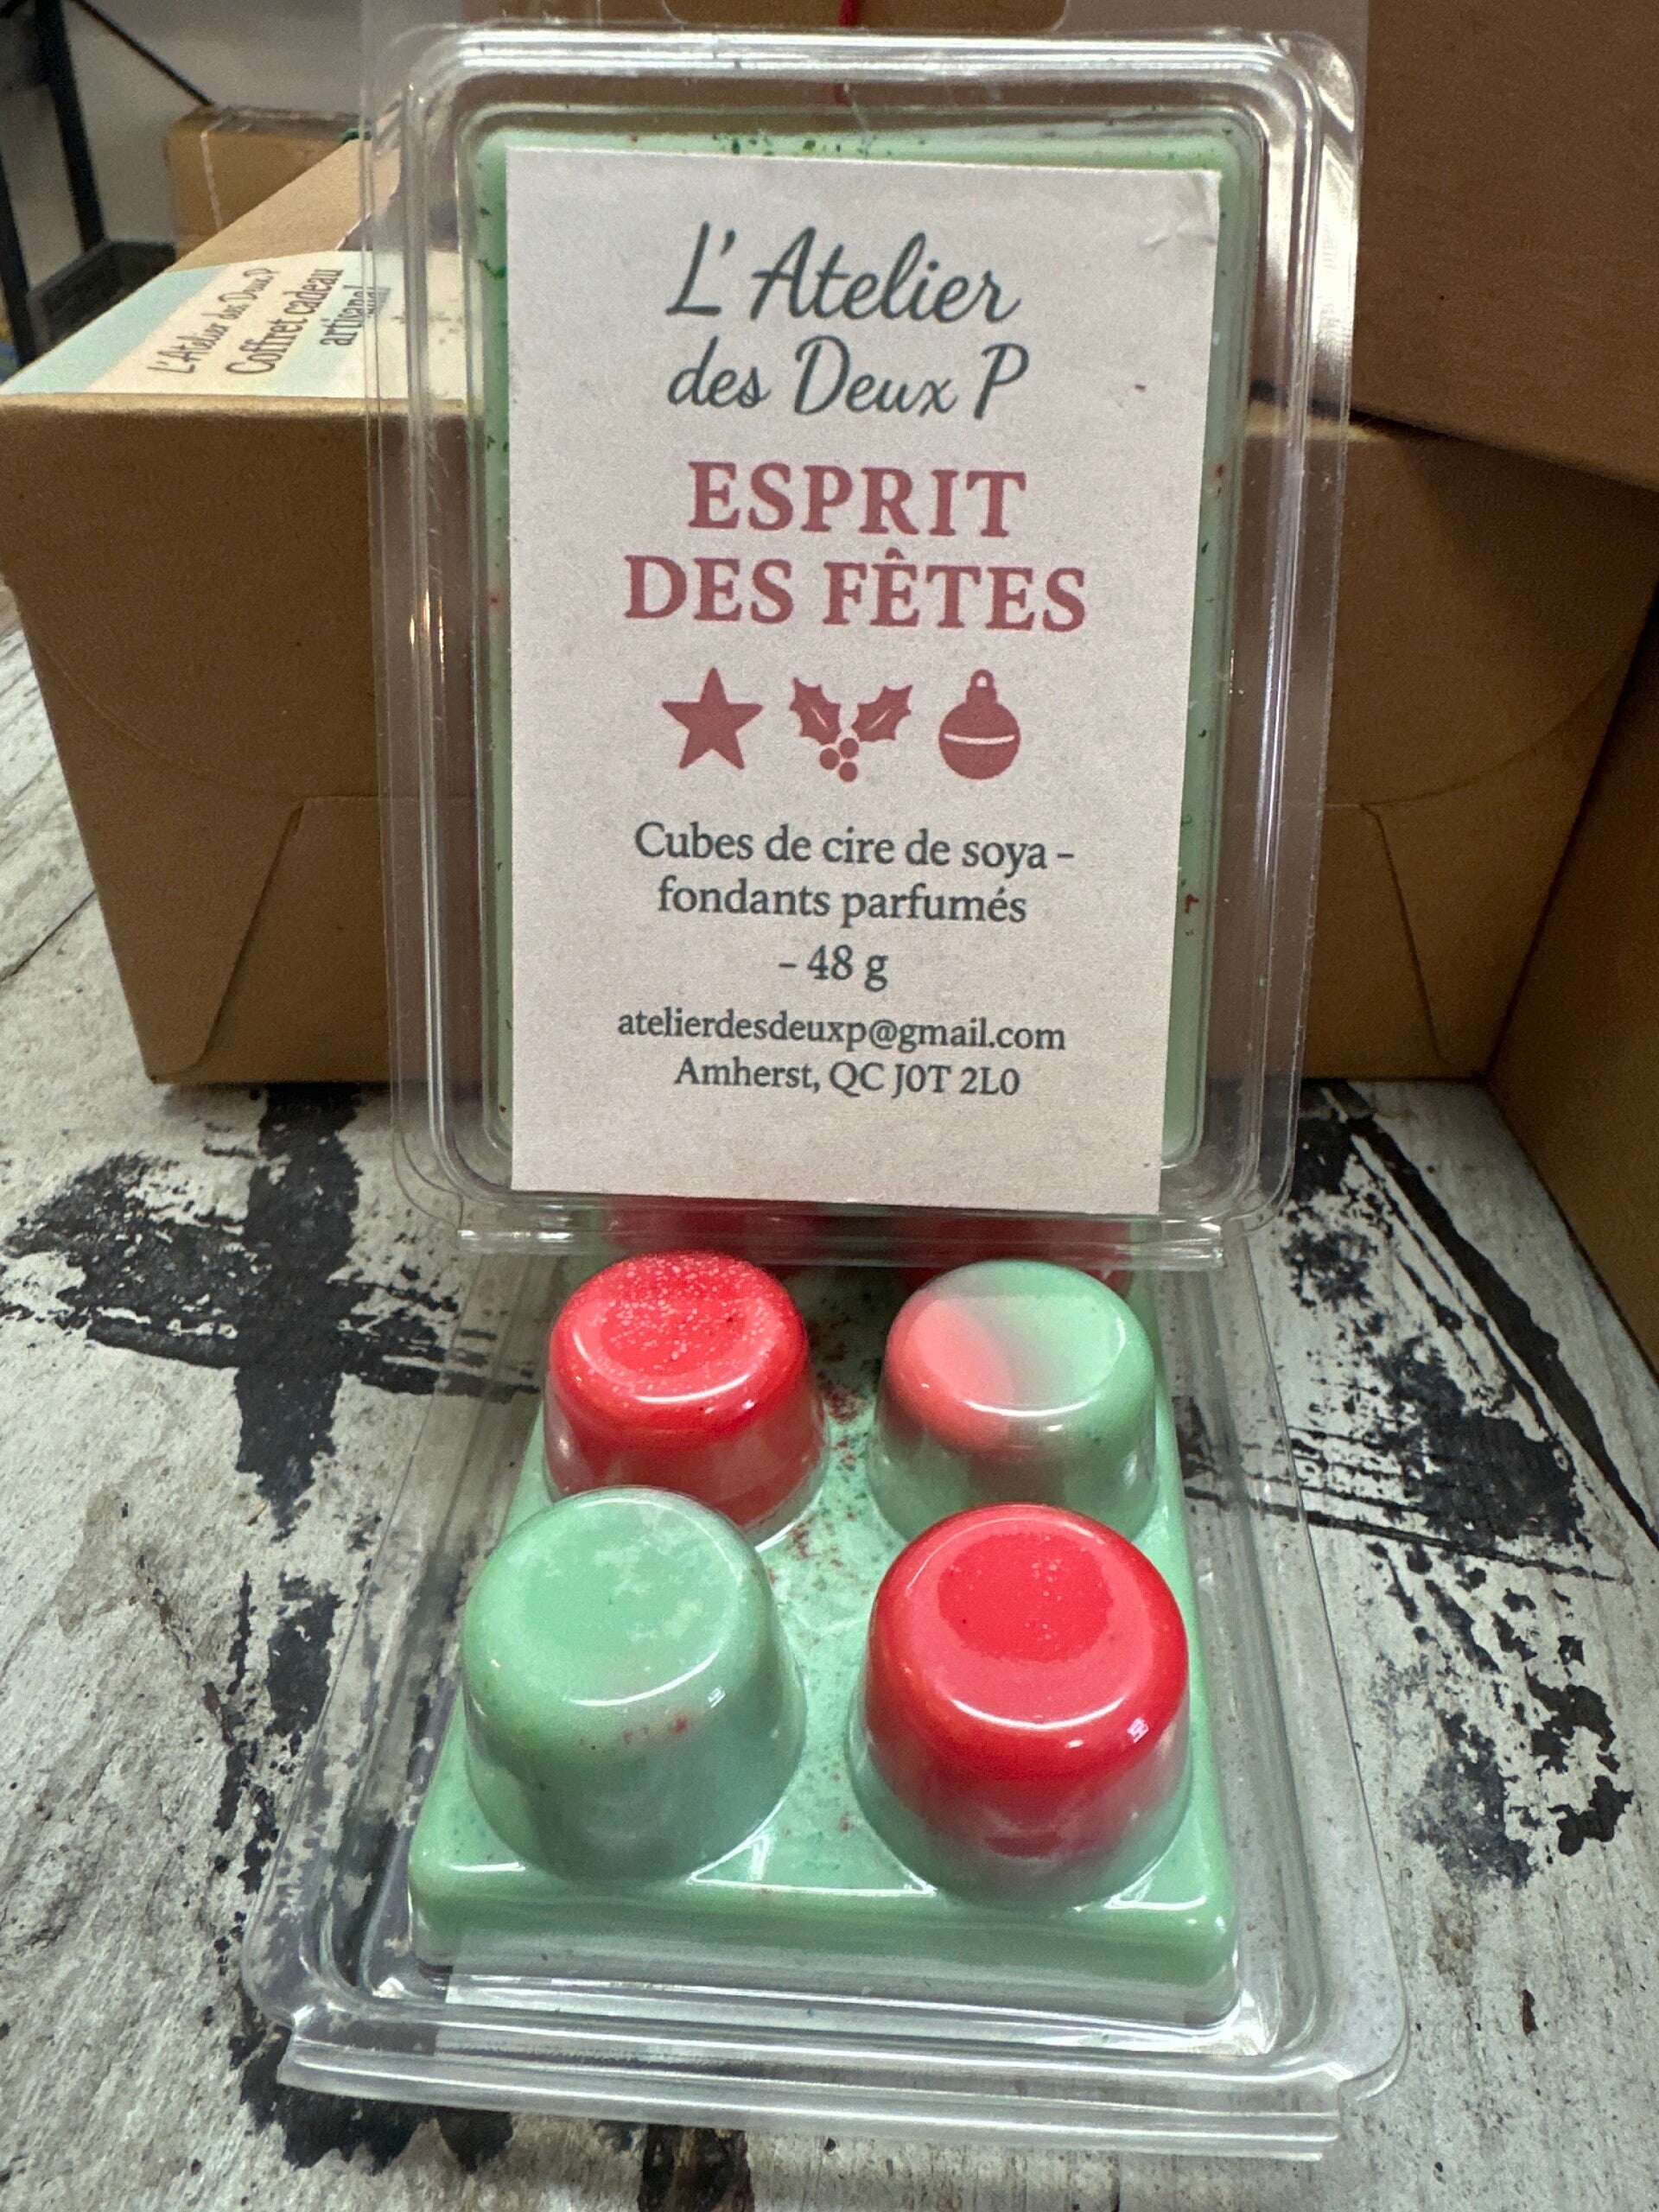 L'Atelier
des Deux P
ESPRIT
DES FÊTES
Cubes de cire de soya –
fondants parfumés
– 48 g
atelierdesdeuxp@gmail.com
Amherst, QC J0T 2L0
L'Atelier des Deux P
Coffret cadeau
artisanal